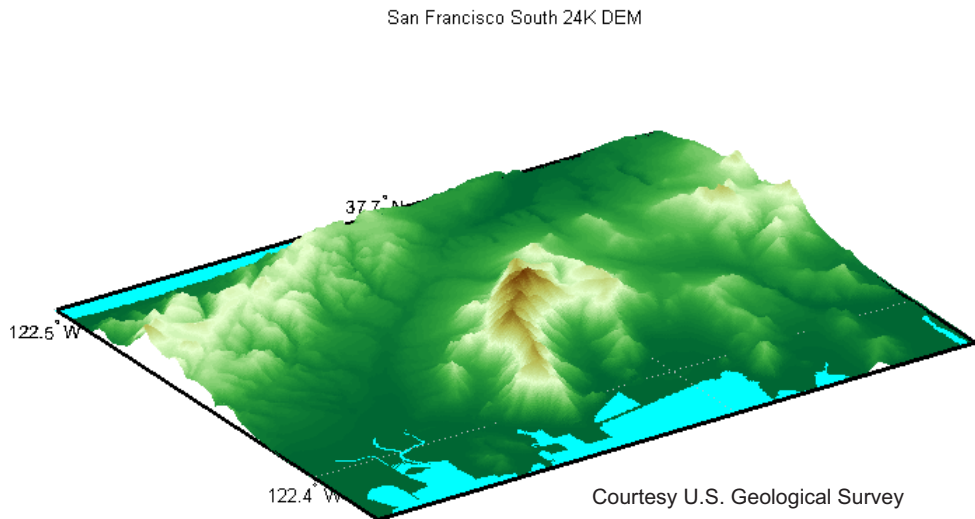 San Francisco South 24K DEM
37.7° N
122.5° W
122.4° W
Courtesy U.S. Geological Survey